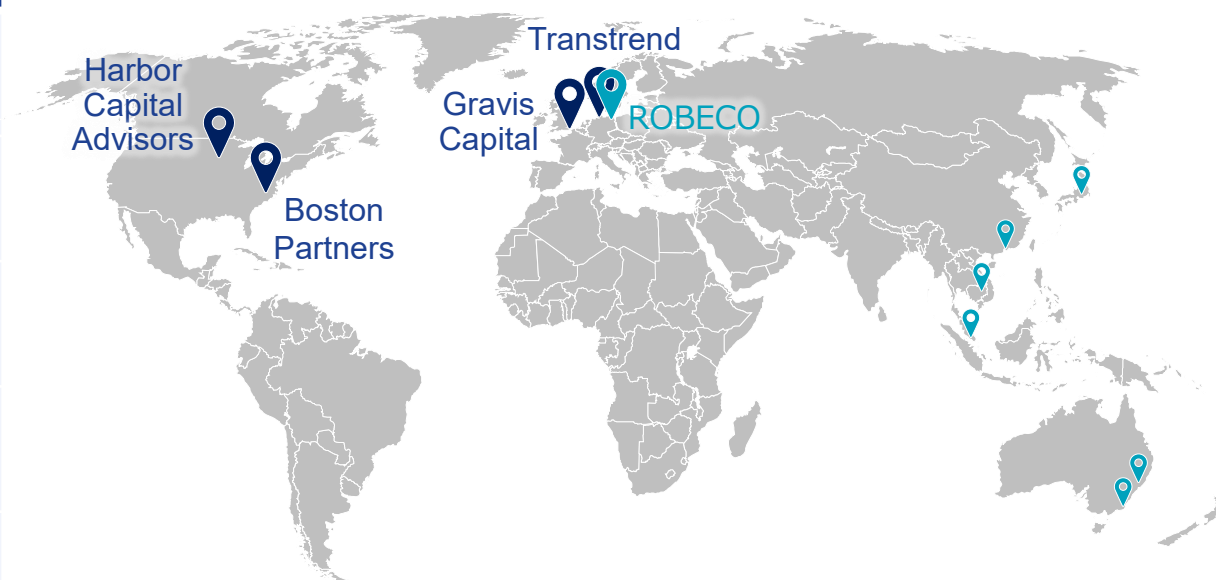 Transtrend
Harbor
Capital
Advisors
Gravis
Capital
ROBECO
Boston
Partners